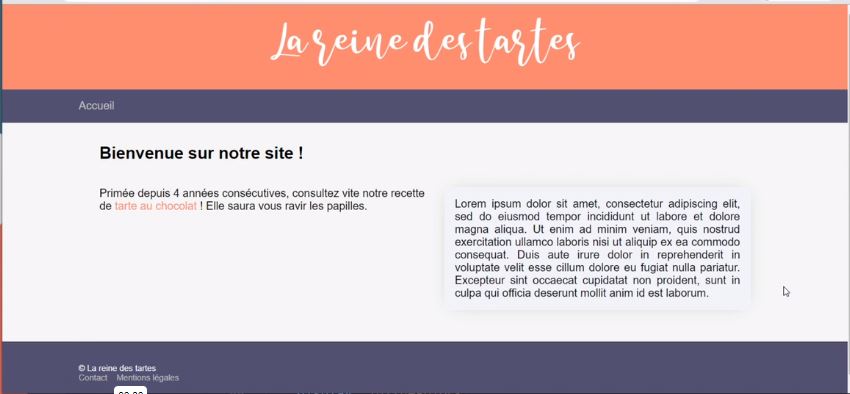 La reine des tartes
Accueil
Bienvenue sur notre site !
Primée depuis 4 années consécutives, consultez vite notre recette
de tarte au chocolat ! Elle saura vous ravir les papilles.
Lorem ipsum dolor sit amet, consectetur adipiscing elit,
sed do eiusmod tempor incididunt ut labore et dolore
magna aliqua. Ut enim ad minim veniam, quis nostrud
exercitation ullamco laboris nisi ut aliquip ex ea commodo
consequat. Duis aute irure dolor in reprehenderit in
voluptate velit esse cillum dolore eu fugiat nulla pariatur.
Excepteur sint occaecat cupidatat non proident, sunt in
culpa qui officia deserunt mollit anim id est laborum.
© La reine des tartes
Contact Mentions légales